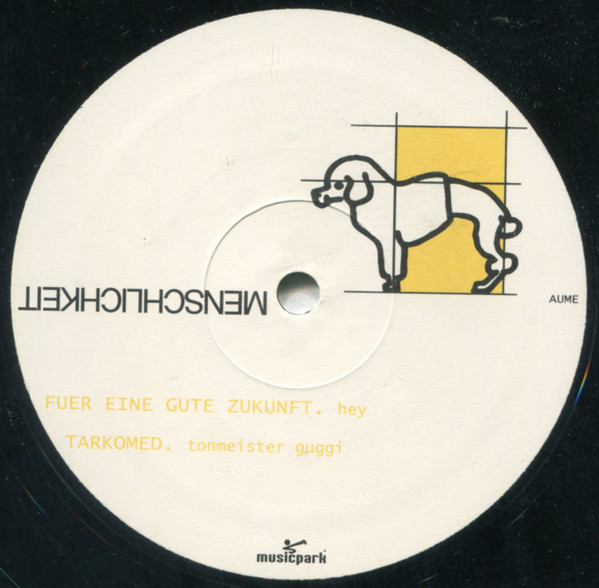 MENSCHLICHKEIT
AUME
FUER EINE GUTE ZUKUNFT. hey
TARKOMED. tonmeister guggi
musicpark